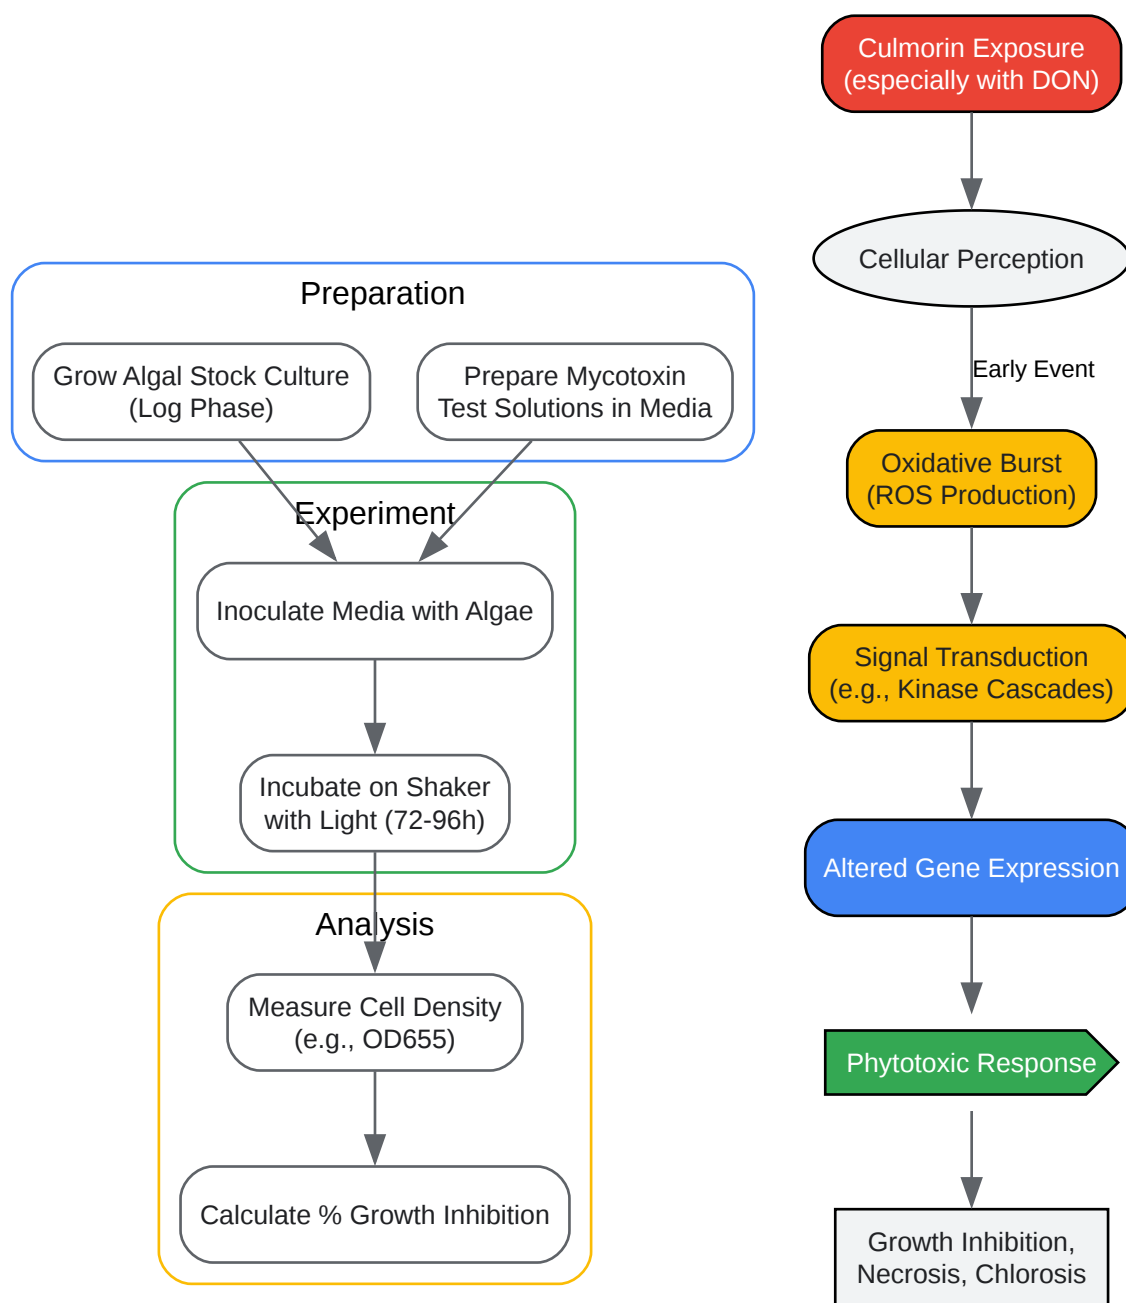 Preparation
Grow Algal Stock Culture
(Log Phase)
Prepare Mycotoxin
Test Solutions in Media
Experiment
Inoculate Media with Algae
Incubate on Shaker
with Light (72-96h)
Analysis
Measure Cell Density
(e.g., OD655)
Calculate % Growth Inhibition
Culmorin Exposure
(especially with DON)
Cellular Perception
Early Event
Oxidative Burst
(ROS Production)
Signal Transduction
(e.g., Kinase Cascades)
Altered Gene Expression
Phytotoxic Response
Growth Inhibition,
Necrosis, Chlorosis